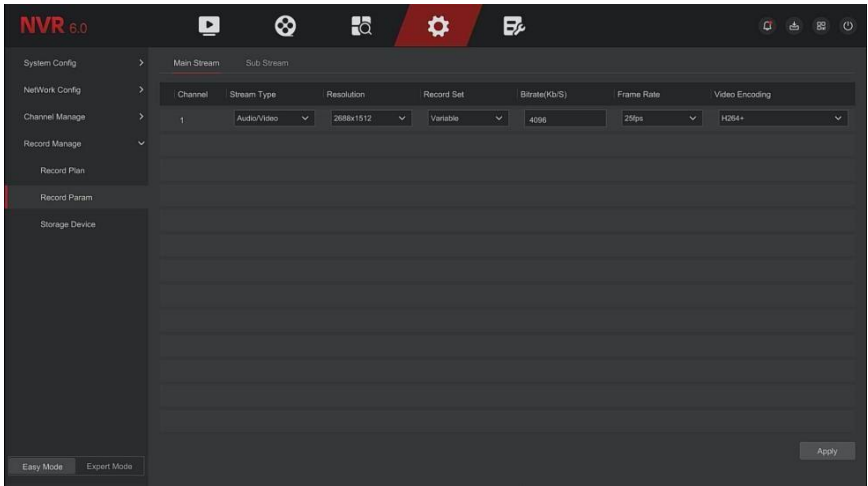 NVR 6.0
System Config
NetWork Config
Channel Manage
Record Manage
Record Plan
Record Param
Storage Device
Easy Mode Expert Mode
Main Stream Sub Stream
Channel Stream Type Resolution Record Set Bitrate(Kb/S) Frame Rate Video Encoding
1 Audio/Video 2688x1512 Variable 4096 25fps H264+
Apply